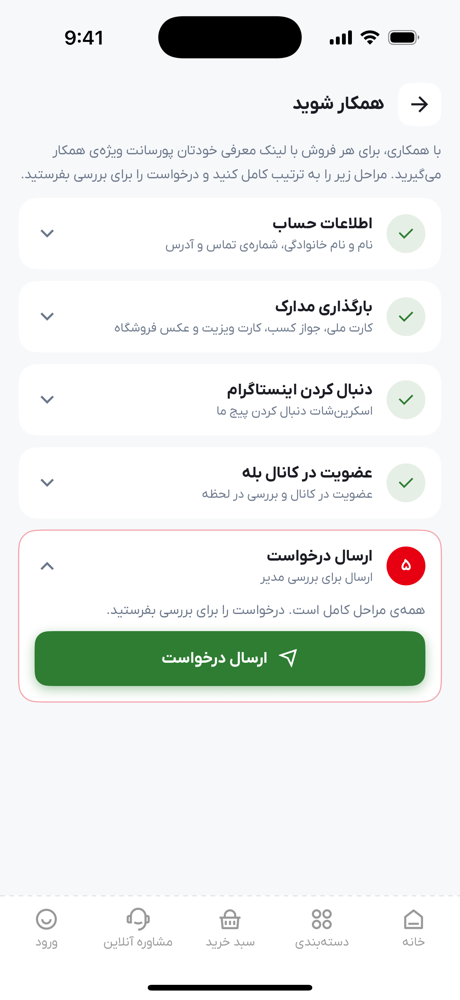 9:41
همکار شوید
با همکاری، برای هر فروش با لینک معرفی خودتان پورسانت ویژه‌ی همکار
می‌گیرید. مراحل زیر را به ترتیب کامل کنید و درخواست را برای بررسی بفرستید.
اطلاعات حساب
نام و نام خانوادگی، شماره‌ی تماس و آدرس
بارگذاری مدارک
کارت ملی، جواز کسب، کارت ویزیت و عکس فروشگاه
دنبال کردن اینستاگرام
اسکرین‌شات دنبال کردن پیج ما
عضویت در کانال بله
عضویت در کانال و بررسی در لحظه
۵
ارسال درخواست
ارسال برای بررسی مدیر
همه‌ی مراحل کامل است. درخواست را برای بررسی بفرستید.
ارسال درخواست
خانه
دسته‌بندی
سبد خرید
مشاوره آنلاین
ورود